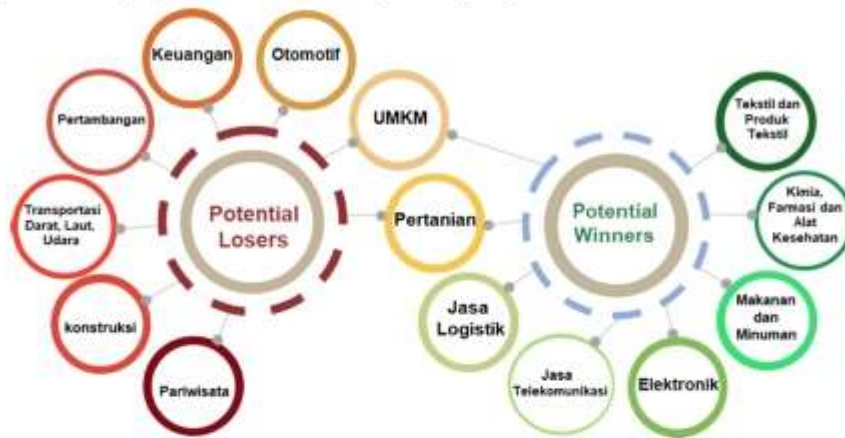 Keuangan
Otomotif
Pertambangan
UMKM
Tekstil dan
Produk
Tekstil
Transportasi
Darat, Laut,
Udara
Potential
Losers
Pertanian
Potential
Winners
Kimia,
Farmasi dan
Alat
Kesehatan
konstruksi
Jasa
Logistik
Makanan
dan
Minuman
Pariwisata
Jasa
Telekomunikasi
Elektronik